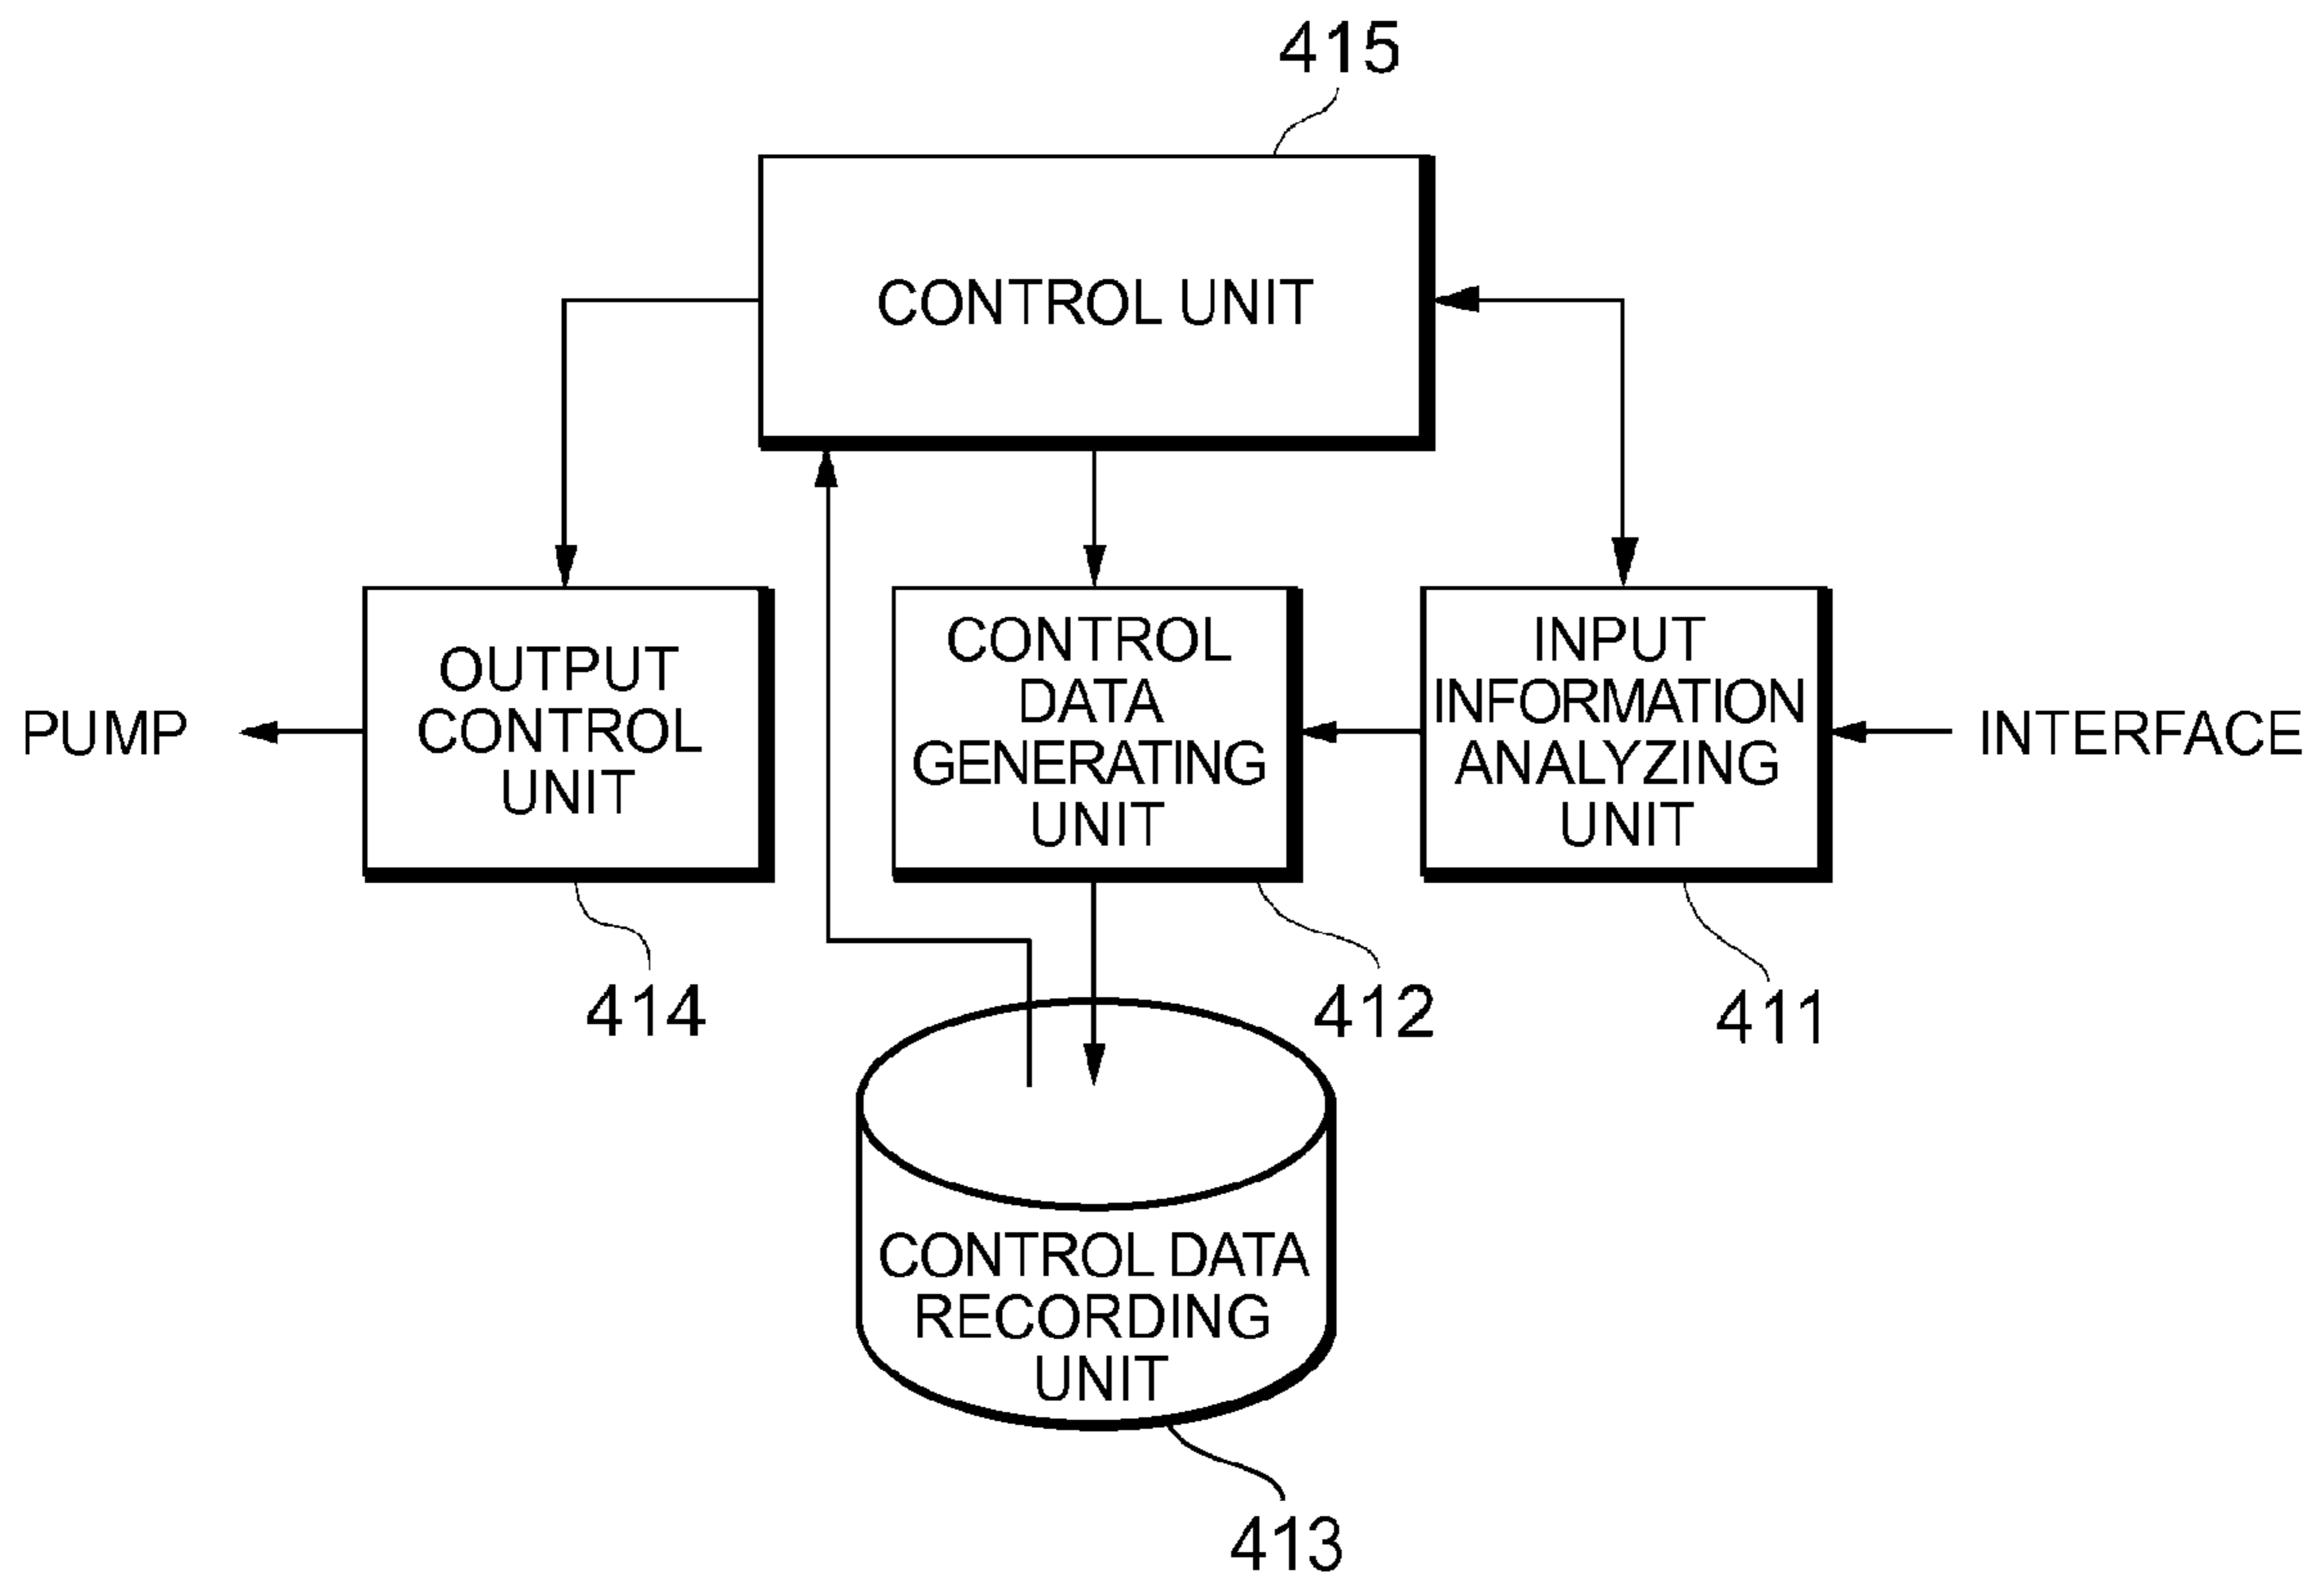 415
CONTROL UNIT
PUMP
OUTPUT
CONTROL
UNIT
CONTROL
DATA
GENERATING
UNIT
INPUT
INFORMATION
ANALYZING
UNIT
INTERFACE
414
412
411
CONTROL DATA
RECORDING
UNIT
413